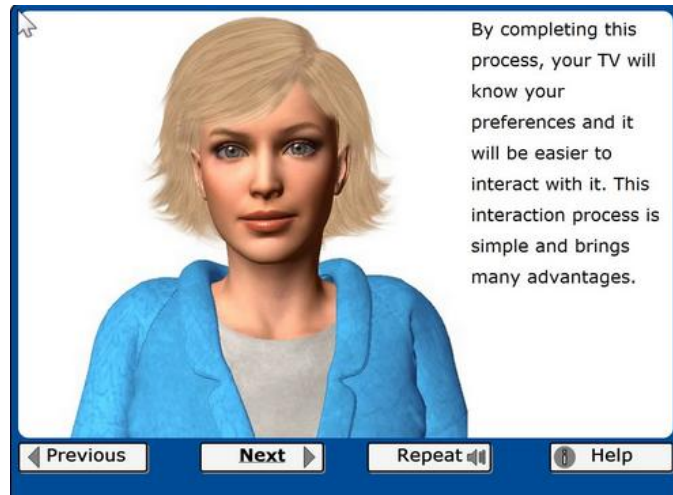 By completing this
process, your TV will
know your
preferences and it
will be easier to
interact with it. This
interaction process is
simple and brings
many advantages.
Previous
Next
Repeat
Help